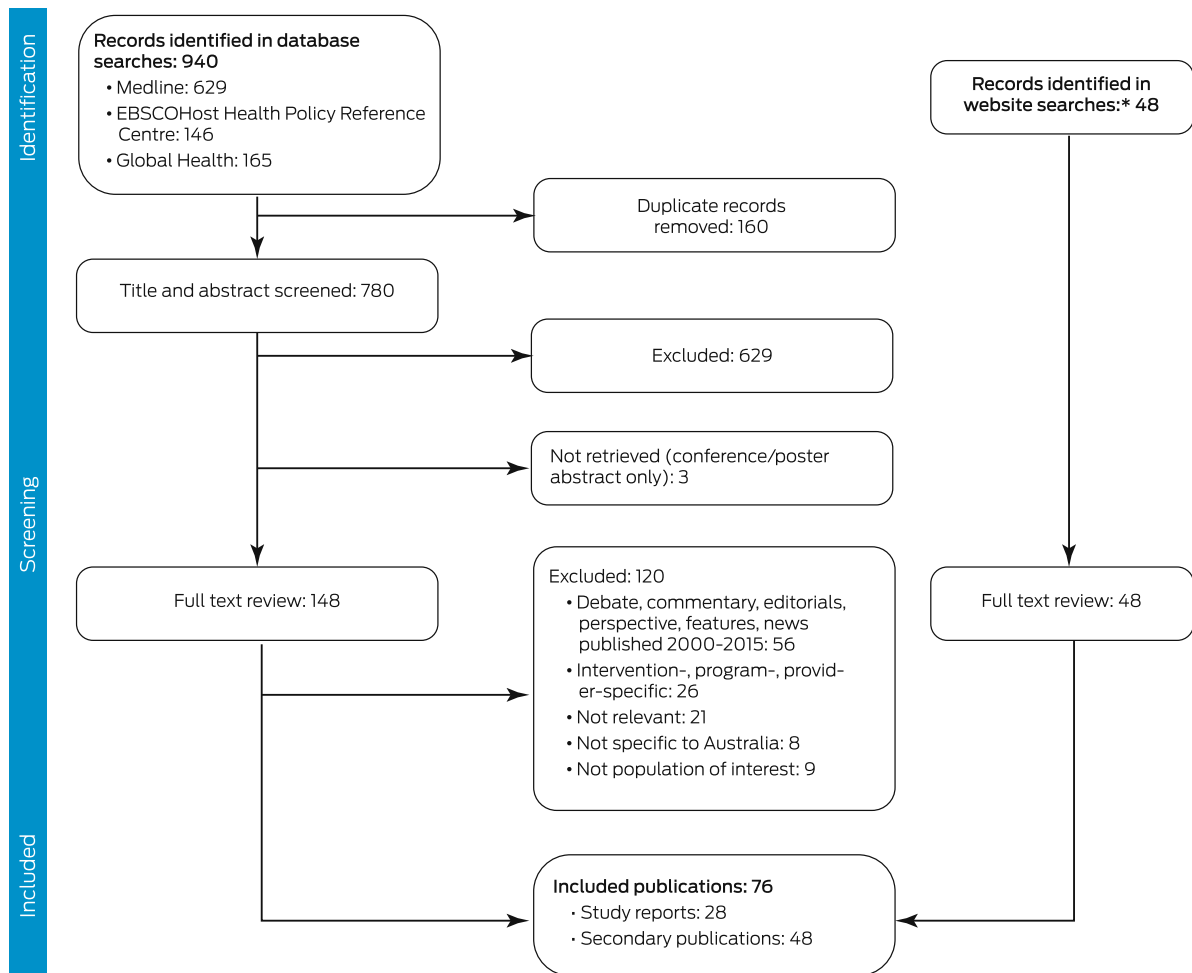 Identification
Records identified in database
searches: 940
• Medline: 629
• EBSCOHost Health Policy Reference
Centre: 146
• Global Health: 165
Records identified in
website searches:* 48
Duplicate records
removed: 160
Title and abstract screened: 780
Excluded: 629
Screening
Not retrieved (conference/poster
abstract only): 3
Full text review: 148
Excluded: 120
• Debate, commentary, editorials,
perspective, features, news
published 2000-2015: 56
• Intervention-, program-, provid-
er-specific: 26
• Not relevant: 21
• Not specific to Australia: 8
• Not population of interest: 9
Full text review: 48
Included
Included publications: 76
· Study reports: 28
· Secondary publications: 48